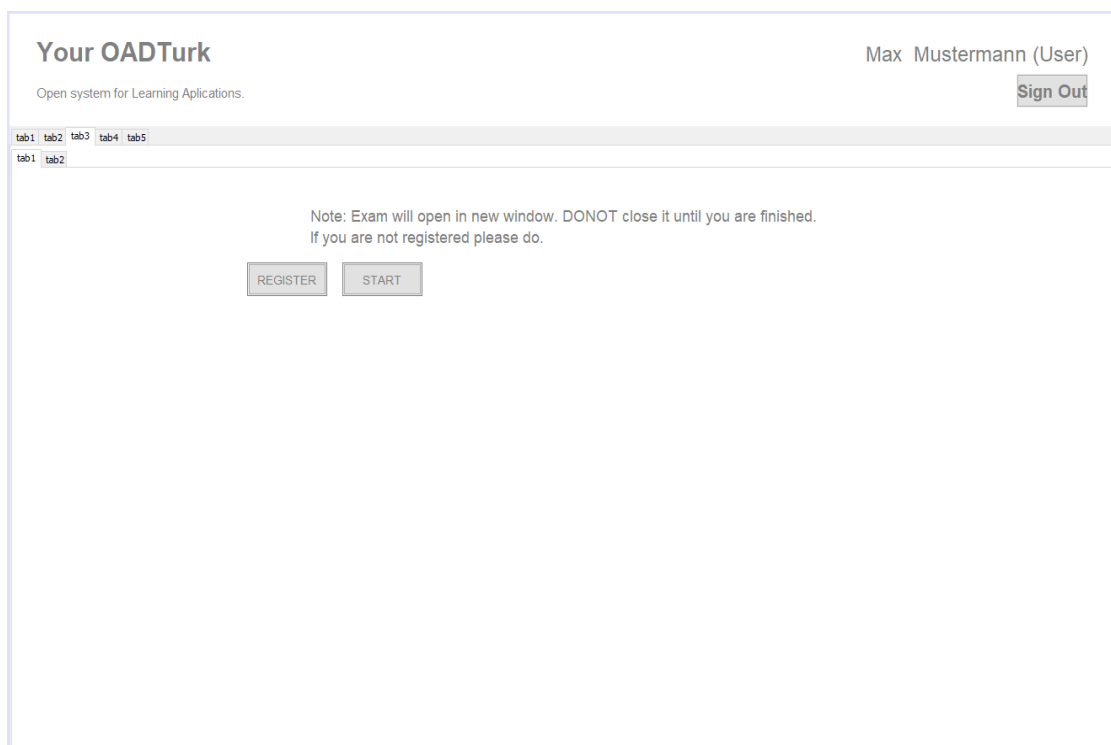 Your OADTurk
Max Mustermann (User)
Open system for Learning Aplications.
Sign Out
tab1 tab2 tab3 tab4 tab5
tab1 tab2
Note: Exam will open in new window. DONOT close it until you are finished.
If you are not registered please do.
REGISTER START